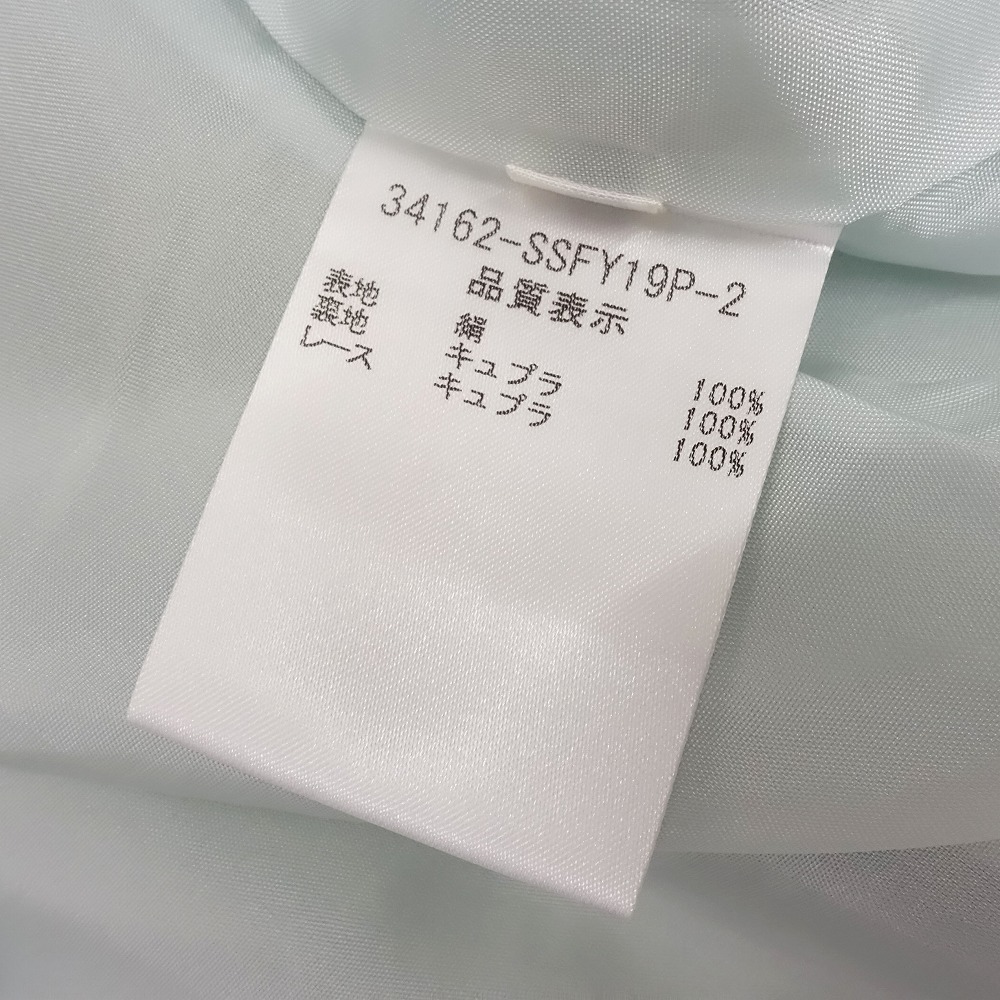 34162-SSFY19P-2
品質表示
表地 絹 100%
裏地 キュプラ 100%
レース キュプラ 100%